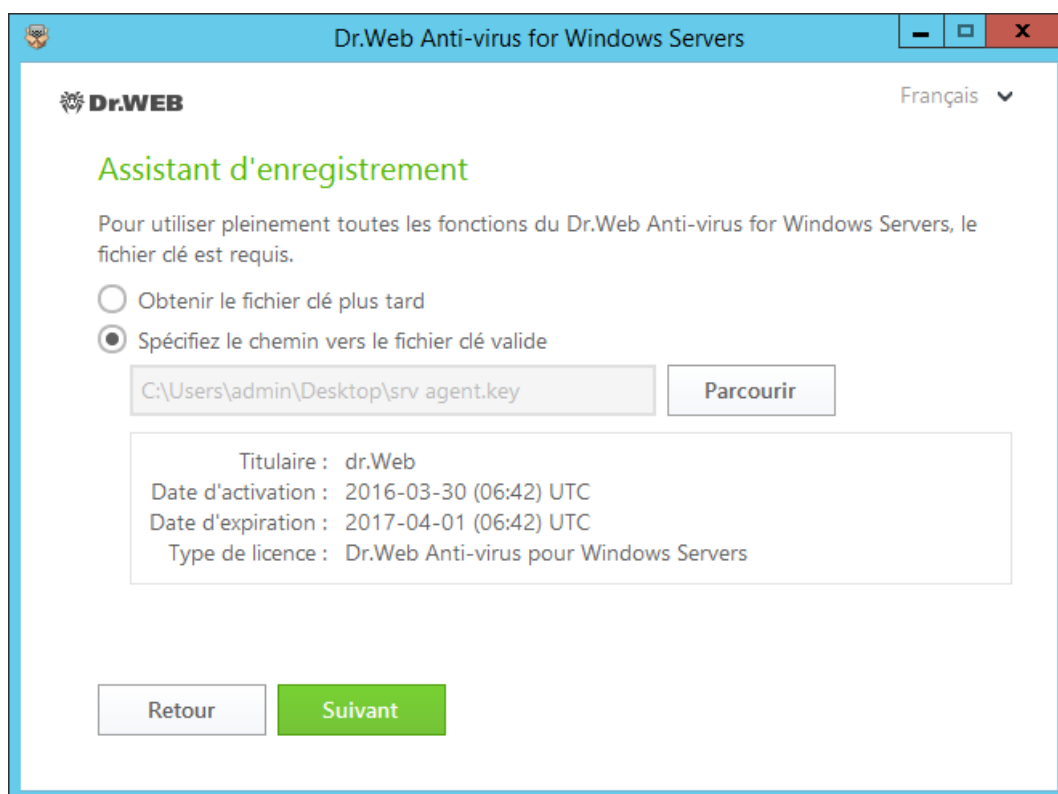 Dr.Web Anti-virus for Windows Servers
Dr.WEB
Français
Assistant d'enregistrement
Pour utiliser pleinement toutes les fonctions du Dr.Web Anti-virus for Windows Servers, le
fichier clé est requis.
Obtenir le fichier clé plus tard
Spécifiez le chemin vers le fichier clé valide
C:\Users\admin\Desktop\srv agent.key
Parcourir
Titulaire : dr.Web
Date d'activation : 2016-03-30 (06:42) UTC
Date d'expiration : 2017-04-01 (06:42) UTC
Type de licence : Dr.Web Anti-virus pour Windows Servers
Retour
Suivant